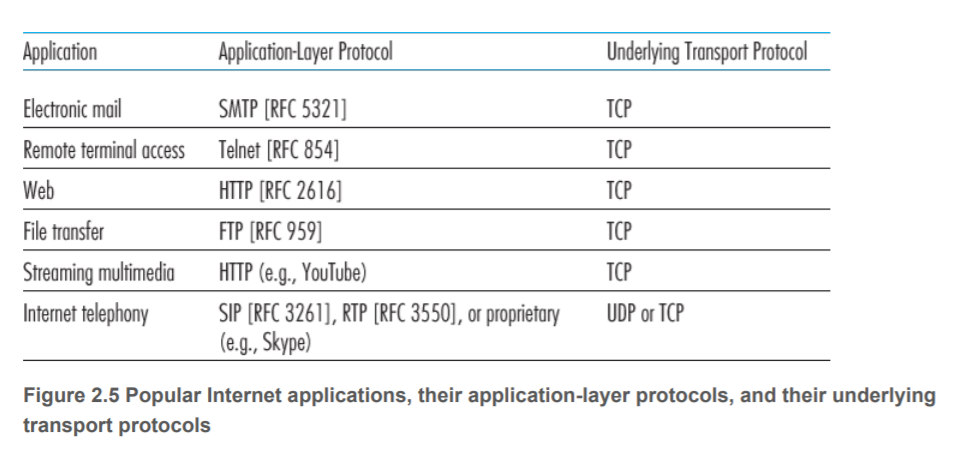 Application Application-Layer Protocol Underlying Transport Protocol
Electronic mail SMTP [RFC 5321] TCP
Remote terminal access Telnet [RFC 854] TCP
Web HTTP [RFC 2616] TCP
File transfer FTP [RFC 959] TCP
Streaming multimedia HTTP (e.g., YouTube) TCP
Internet telephony SIP [RFC 3261], RTP [RFC 3550], or proprietary UDP or TCP
(e.g., Skype)
Figure 2.5 Popular Internet applications, their application-layer protocols, and their underlying
transport protocols